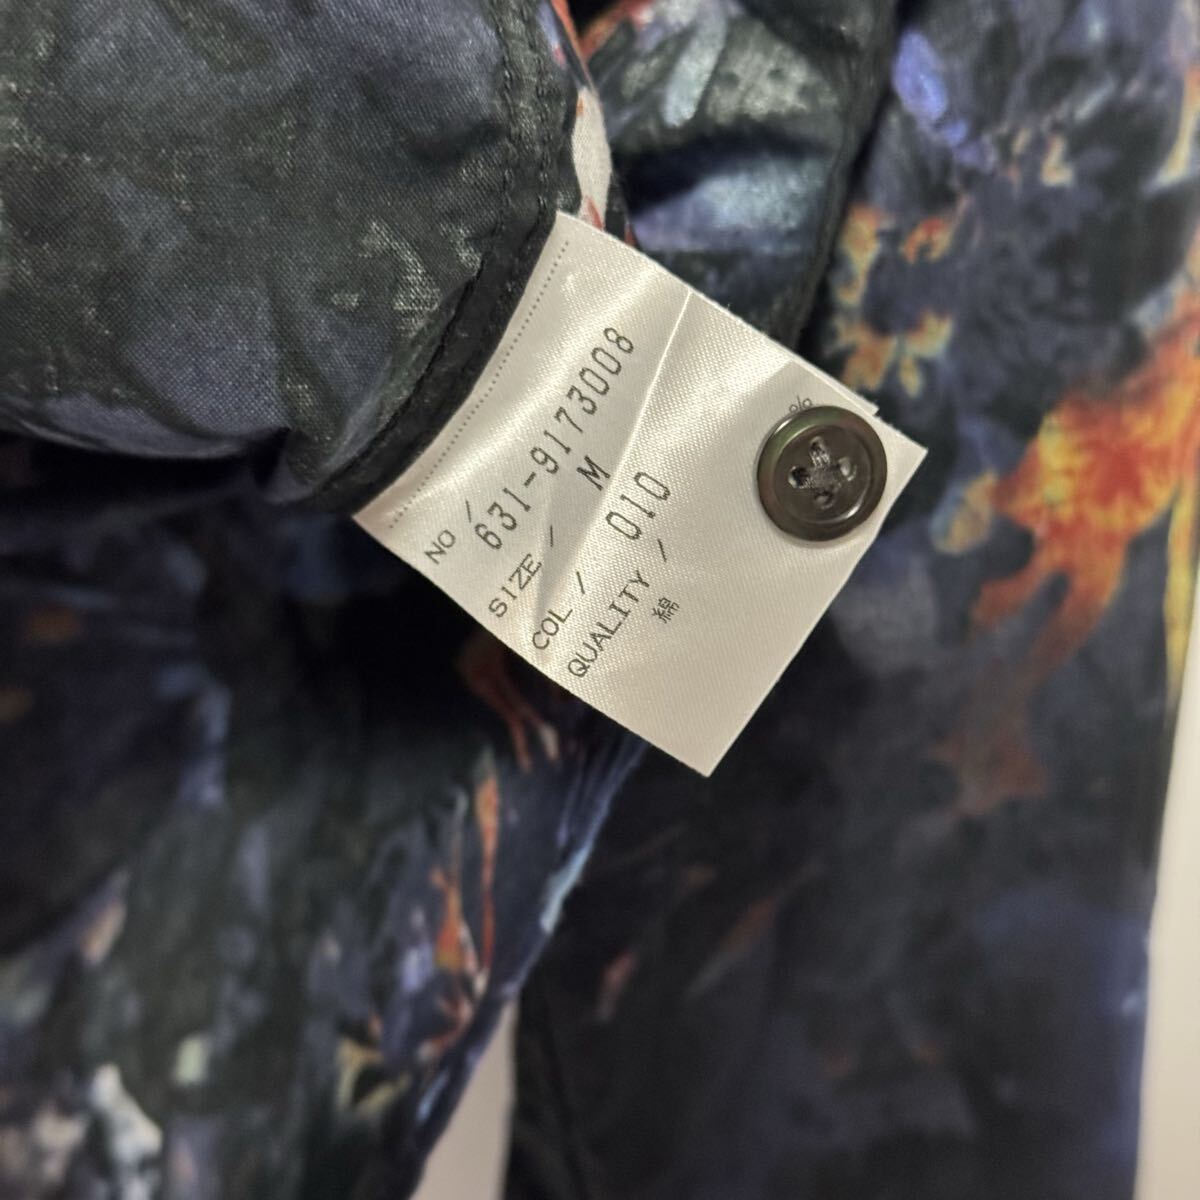 NO / 631-9173008
SIZE / M
COL / 010
QUALITY /
綿 %